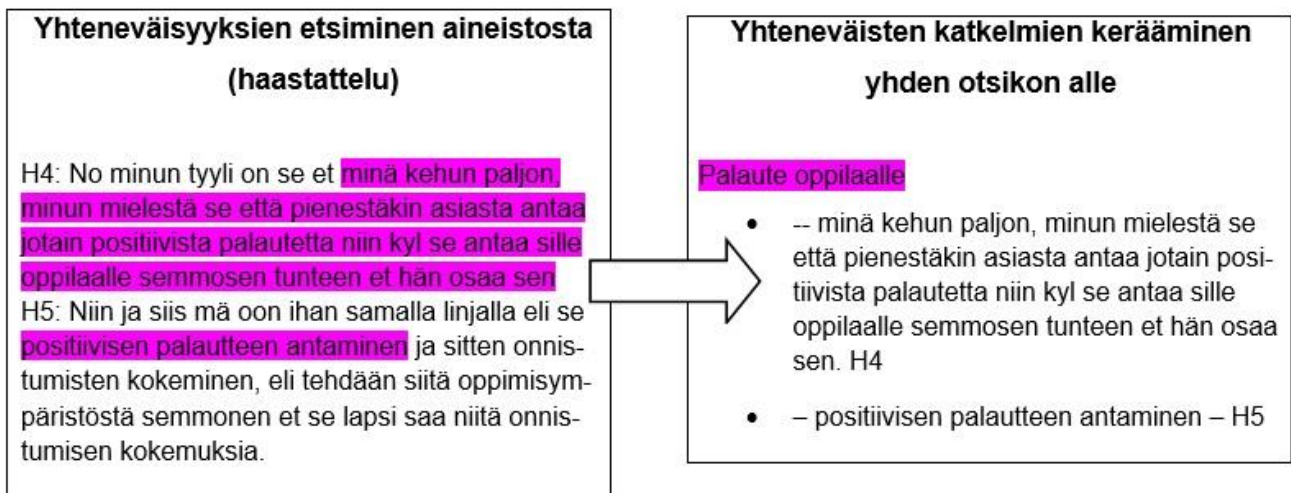 Yhteneväisyyksien etsiminen aineistosta
(haastattelu)
H4: No minun tyyli on se et minä kehun paljon,
minun mielestä se että pienestäkin asiasta antaa
jotain positiivista palautetta niin kyl se antaa sille
oppilaalle semmosen tunteen et hän osaa sen
H5: Niin ja siis mä oon ihan samalla linjalla eli se
positiivisen palautteen antaminen ja sitten onnis-
tumisten kokeminen, eli tehdään siitä oppimisym-
päristöstä semmonen et se lapsi saa niitä onnis-
tumisen kokemuksia.
Yhteneväisten katkelmien kerääminen
yhden otsikon alle
Palaute oppilaalle
• -- minä kehun paljon, minun mielestä se
että pienestäkin asiasta antaa jotain posi-
tiivista palautetta niin kyl se antaa sille
oppilaalle semmosen tunteen et hän osaa
sen. H4
• – positiivisen palautteen antaminen – H5